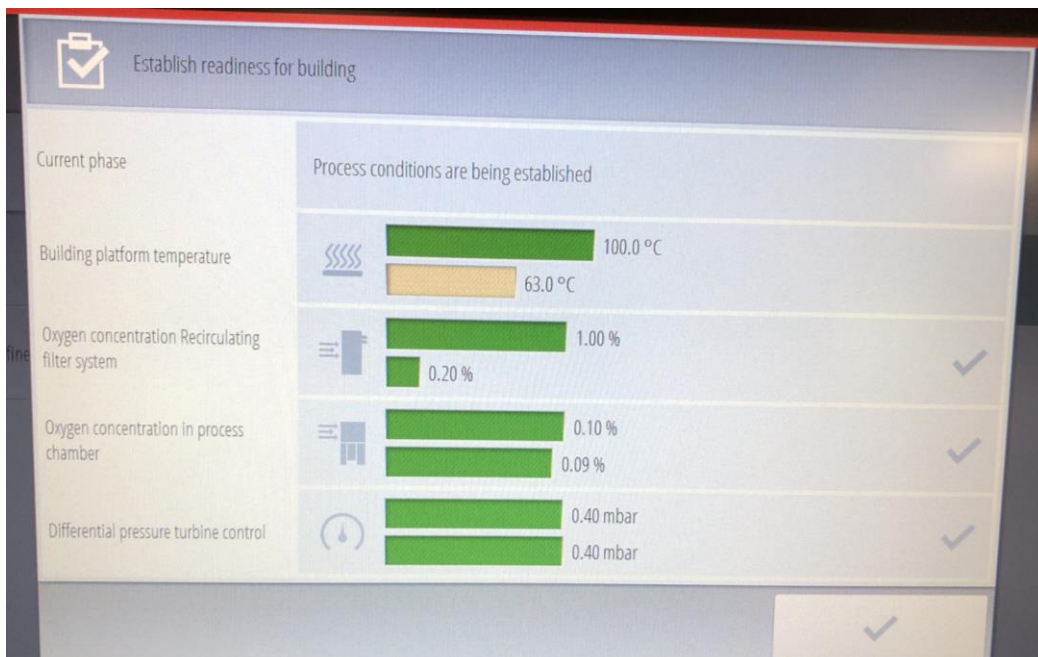 Establish readiness for building
Current phase
Process conditions are being established
Building platform temperature
100.0 °C
63.0 °C
Oxygen concentration Recirculating
filter system
1.00 %
0.20 %
fine
Oxygen concentration in process
chamber
0.10 %
0.09 %
Differential pressure turbine control
0.40 mbar
0.40 mbar